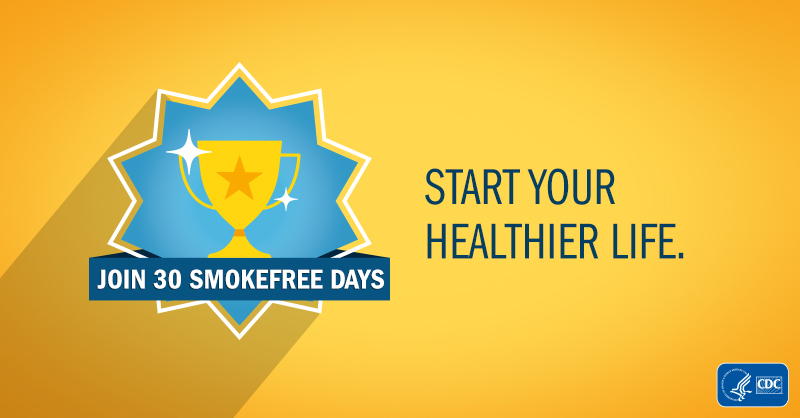 JOIN 30 SMOKEFREE DAYS
START YOUR
HEALTHIER LIFE.
CDC